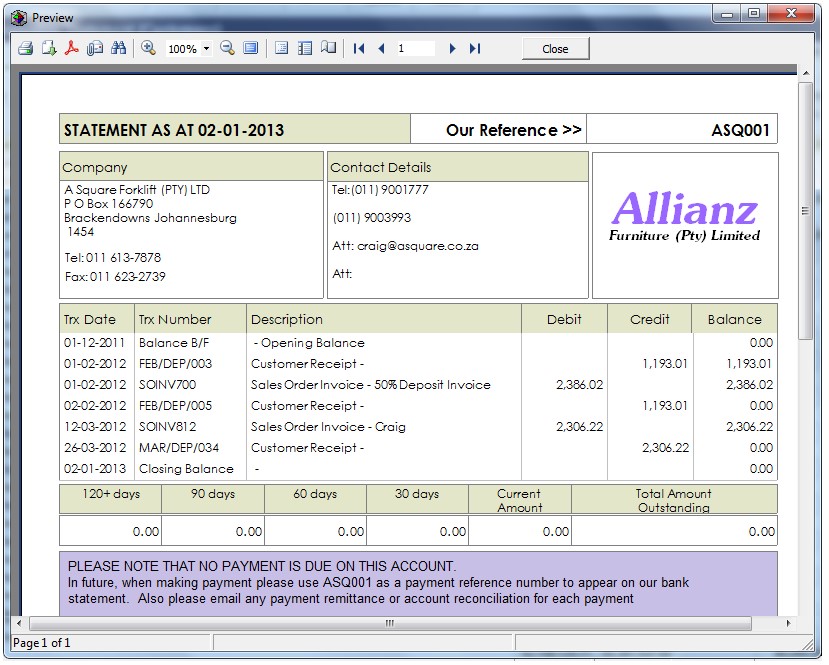 Preview
100%
1
Close
STATEMENT AS AT 02-01-2013 Our Reference >> ASQ001
Company
A Square Forklift (PTY) LTD
P O Box 166790
Brackendowns Johannesburg
1454
Tel: 011 613-7878
Fax: 011 623-2739
Contact Details
Tel: (011) 9001777
(011) 9003993
Att: craig@asquare.co.za
Att:
Allianz
Furniture (Pty) Limited
Trx Date Trx Number Description Debit Credit Balance
01-12-2011 Balance B/F - Opening Balance 0.00
01-02-2012 FEB/DEP/003 Customer Receipt - 1,193.01 1,193.01
01-02-2012 SOINV700 Sales Order Invoice - 50% Deposit Invoice 2,386.02 2,386.02
02-02-2012 FEB/DEP/005 Customer Receipt - 1,193.01 0.00
12-03-2012 SOINV812 Sales Order Invoice - Craig 2,306.22 2,306.22
26-03-2012 MAR/DEP/034 Customer Receipt - 2,306.22 0.00
02-01-2013 Closing Balance - 0.00
120+ days 90 days 60 days 30 days Current Amount Total Amount Outstanding
0.00 0.00 0.00 0.00 0.00 0.00
PLEASE NOTE THAT NO PAYMENT IS DUE ON THIS ACCOUNT.
In future, when making payment please use ASQ001 as a payment reference number to appear on our bank
statement. Also please email any payment remittance or account reconciliation for each payment
Page 1 of 1